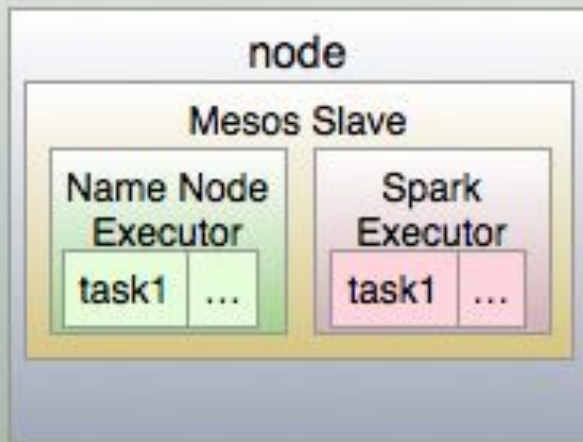 node
Mesos Slave
Name Node
Executor
task1 ...
Spark
Executor
task1 ...